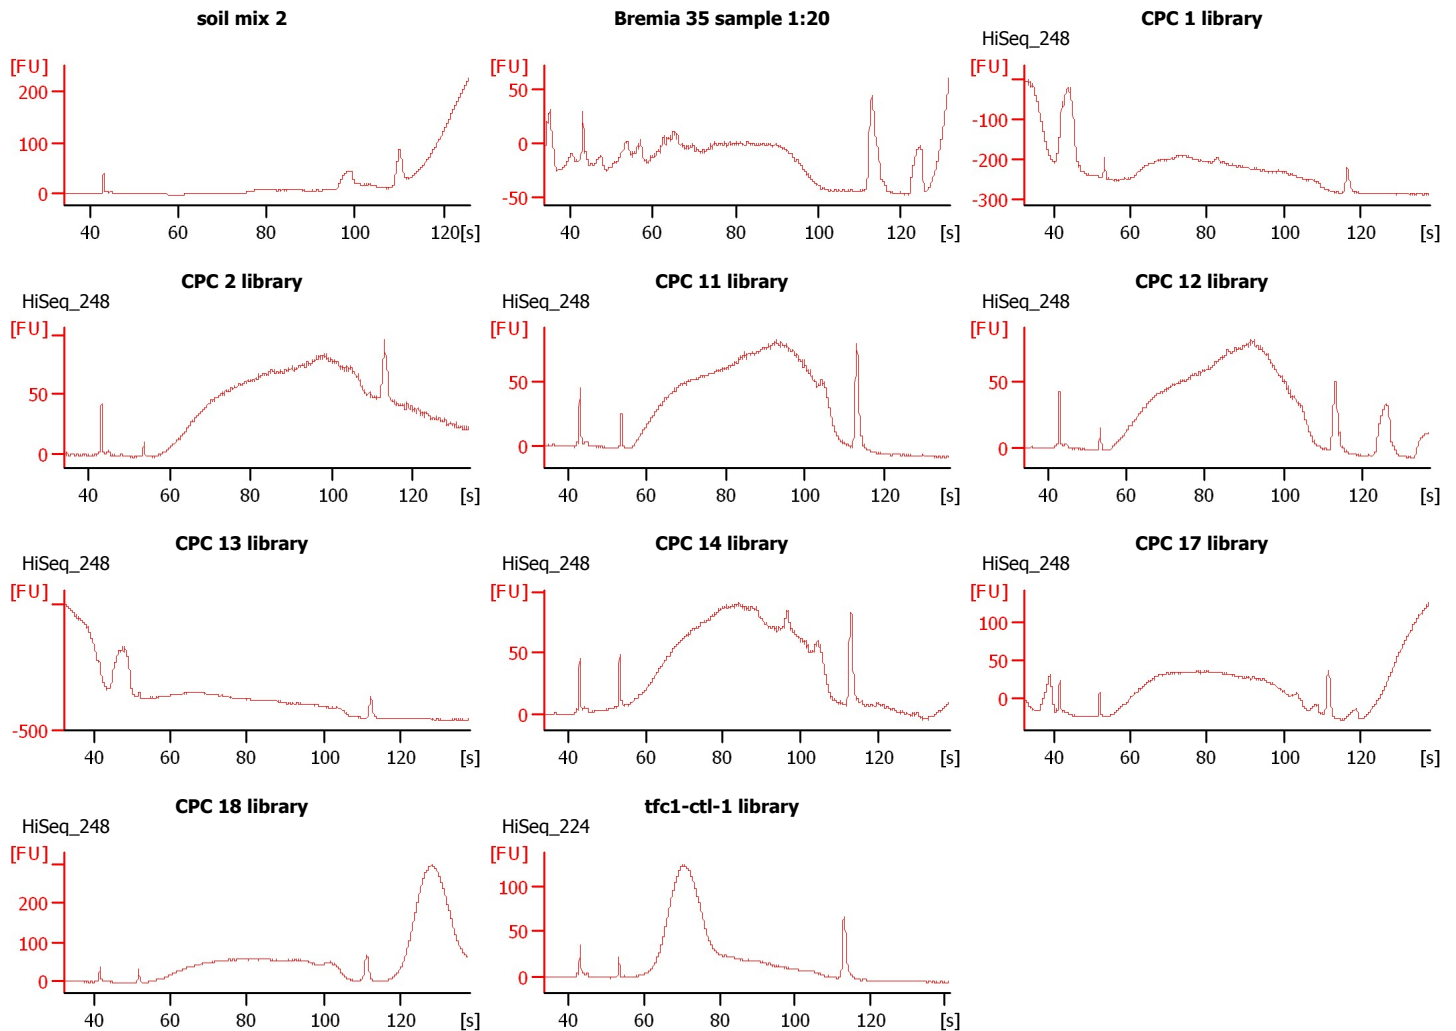 soil mix 2
[FU]
200
100
0
40 60 80 100 120[s]
Bremia 35 sample 1:20
[FU]
50
0
-50
40 60 80 100 120 [s]
CPC 1 library
HiSeq_248
[FU]
-100
-200
-300
40 60 80 100 120 [s]
CPC 2 library
HiSeq_248
[FU]
50
0
40 60 80 100 120 [s]
CPC 11 library
HiSeq_248
[FU]
50
0
40 60 80 100 120 [s]
CPC 12 library
HiSeq_248
[FU]
50
0
40 60 80 100 120 [s]
CPC 13 library
HiSeq_248
[FU]
-500
40 60 80 100 120 [s]
CPC 14 library
HiSeq_248
[FU]
50
0
40 60 80 100 120 [s]
CPC 17 library
HiSeq_248
[FU]
100
50
0
40 60 80 100 120 [s]
CPC 18 library
HiSeq_248
[FU]
200
100
0
40 60 80 100 120 [s]
tfc1-ctl-1 library
HiSeq_224
[FU]
100
50
0
40 60 80 100 120 [s]